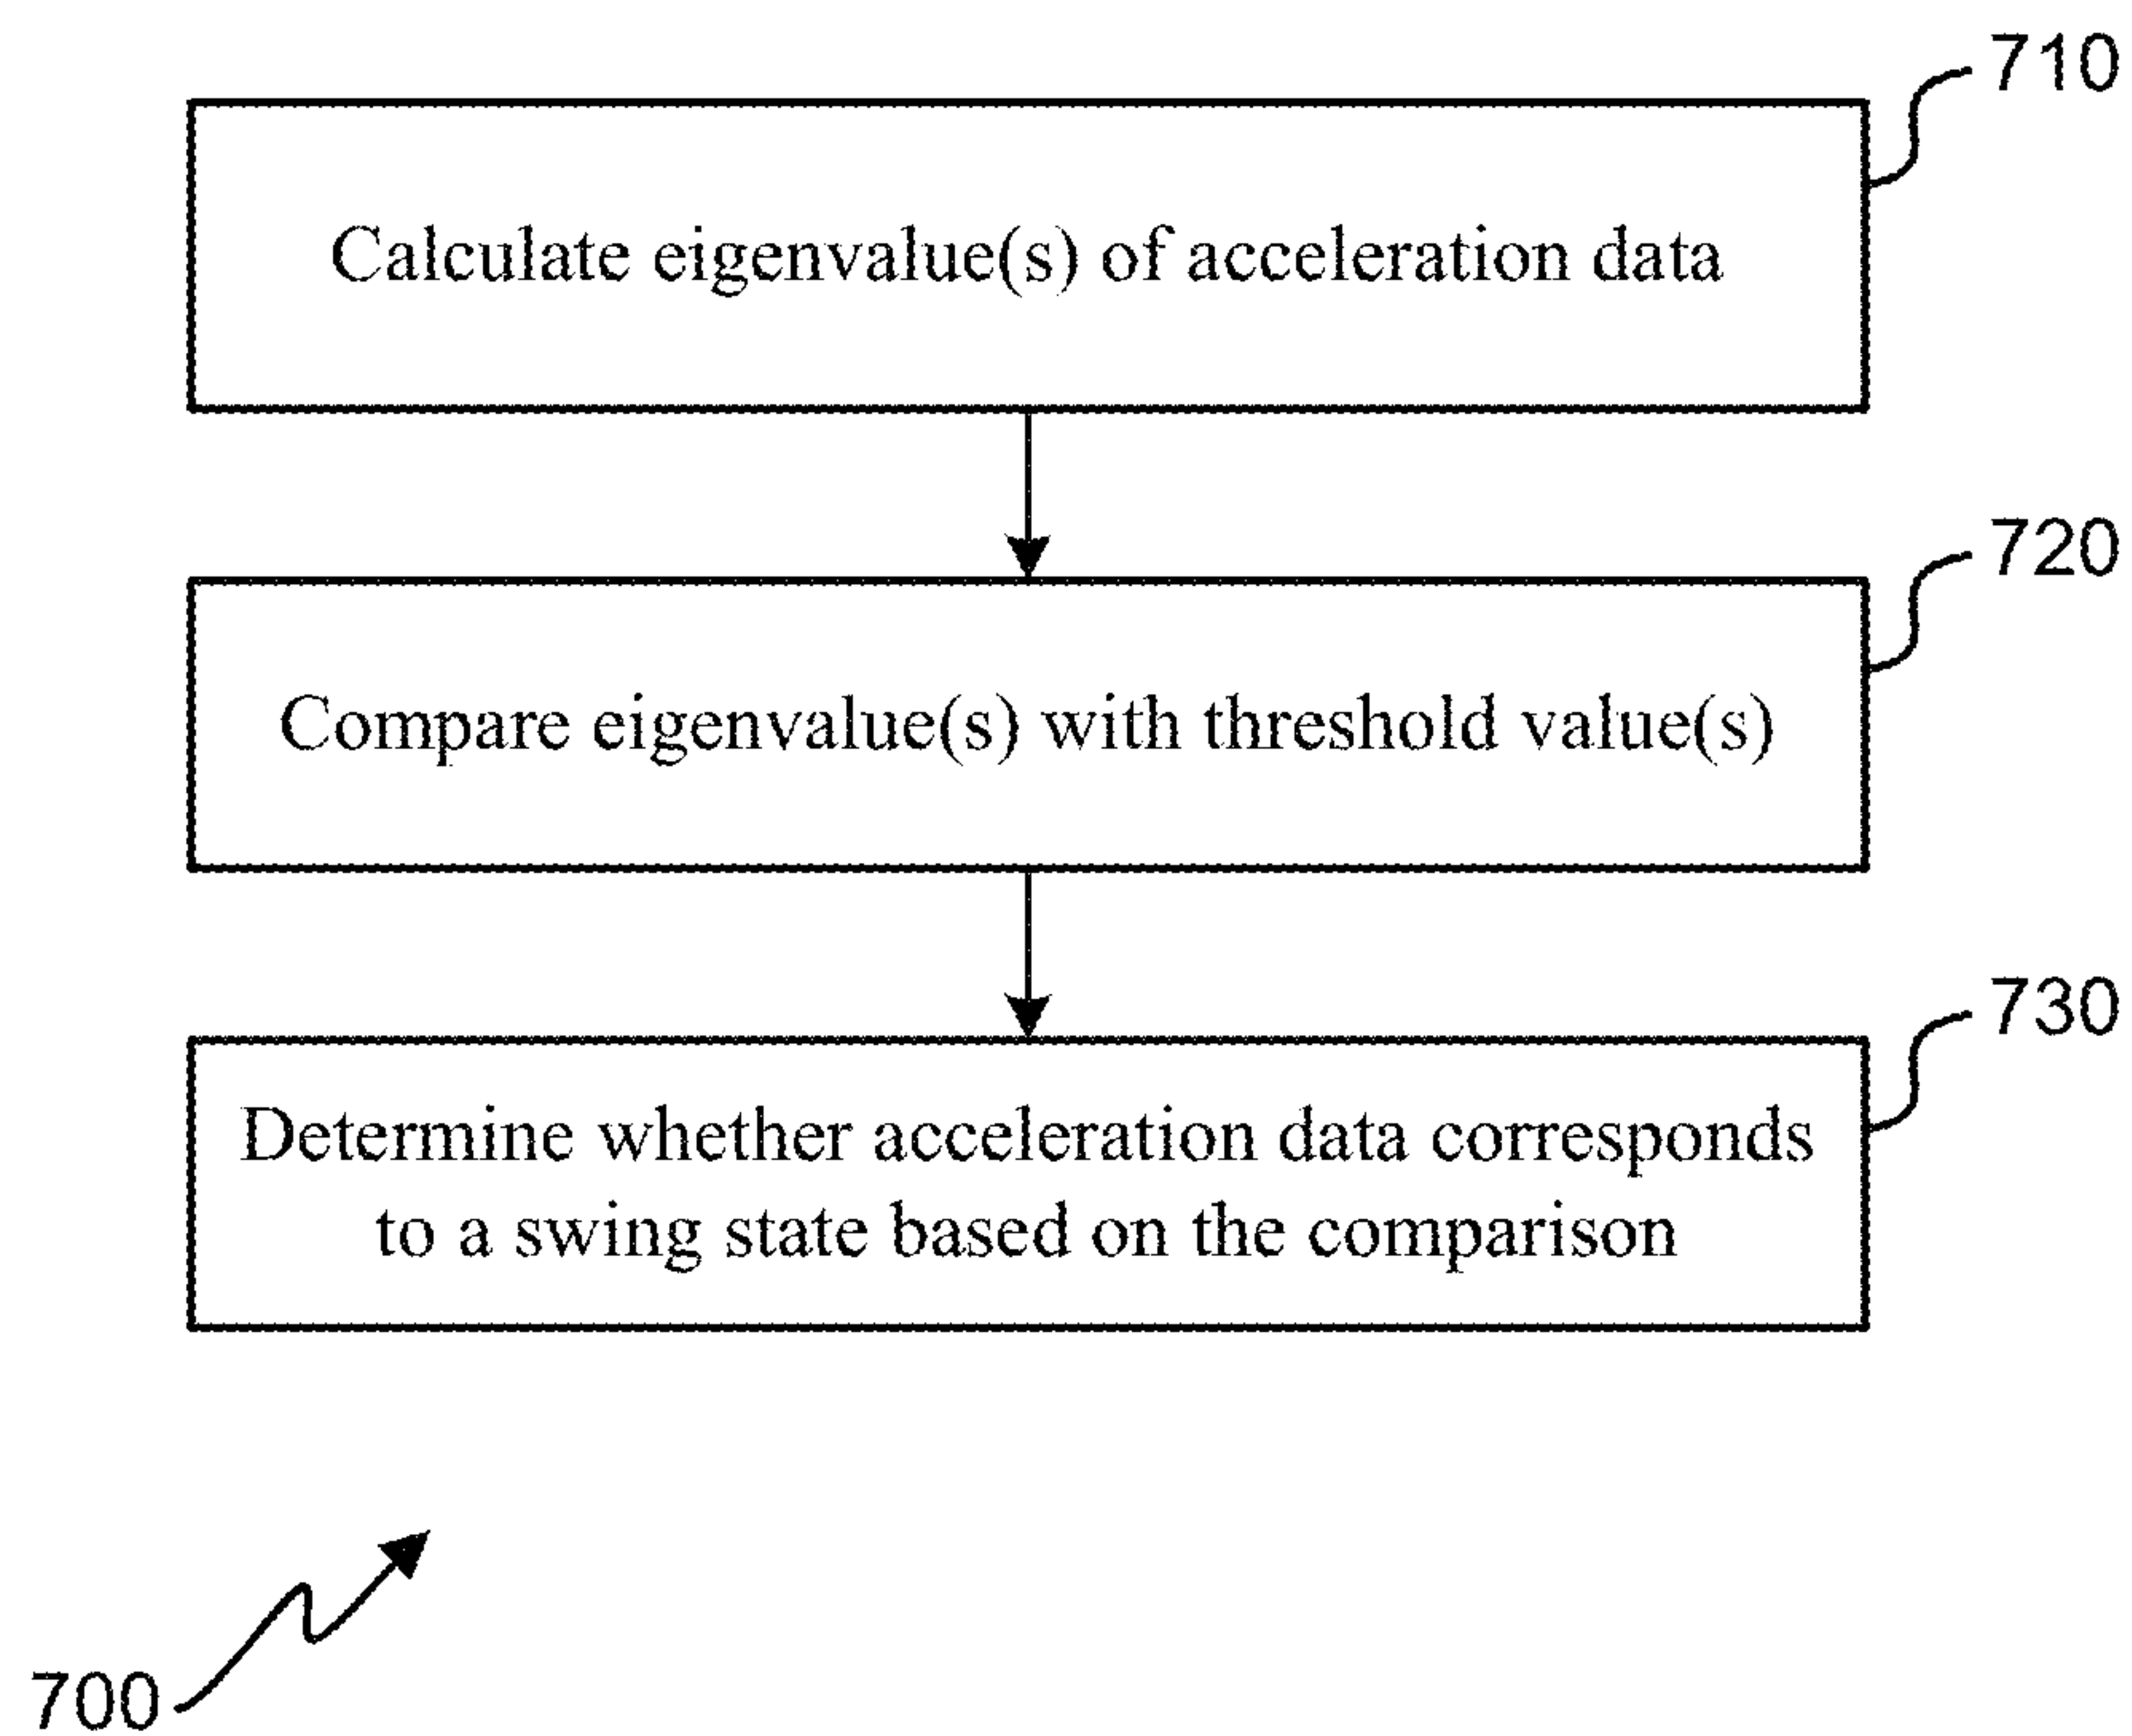 710
Calculate eigenvalue(s) of acceleration data
720
Compare eigenvalue(s) with threshold value(s)
730
Determine whether acceleration data corresponds
to a swing state based on the comparison
700